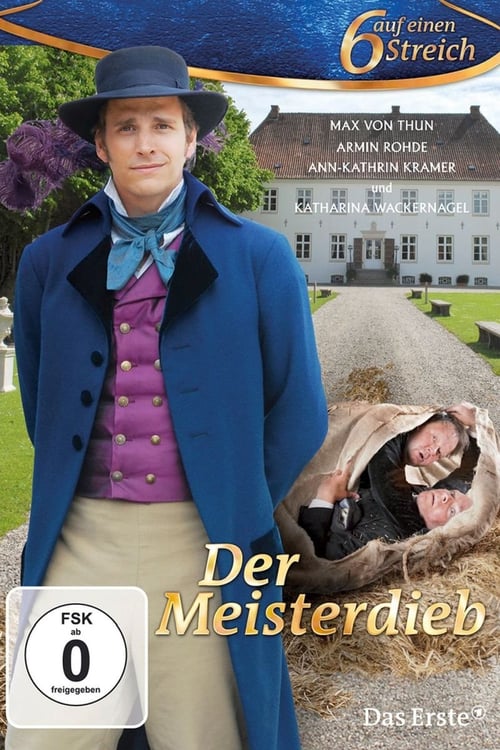 6 auf einen
Streich
MAX VON THUN
ARMIN ROHDE
ANN-KATHRIN KRAMER
und
KATHARINA WACKERNAGEL
Der
Meisterdieb
FSK
ab
0
freigegeben
Das Erste